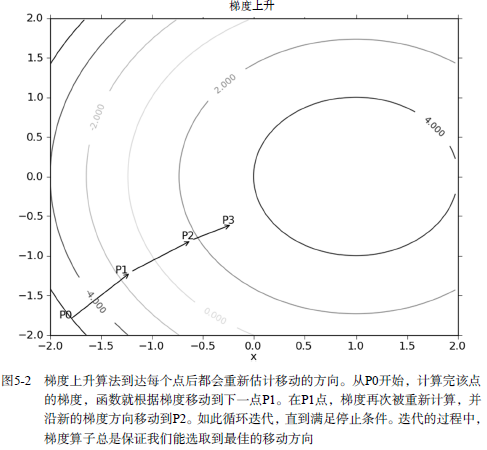 梯度上升
2.0
1.5
1.0
0.5
0.0
−0.5
−1.0
−1.5
−2.0
-2.000
2.000
4.000
P3
P2
P1
P0
-4.000
0.000
−2.0 −1.5 −1.0 −0.5 0.0 0.5 1.0 1.5 2.0
x
图5-2 梯度上升算法到达每个点后都会重新估计移动的方向。从P0开始，计算完该点
的梯度，函数就根据梯度移动到下一点P1。在P1点，梯度再次被重新计算，并
沿新的梯度方向移动到P2。如此循环迭代，直到满足停止条件。迭代的过程中，
梯度算子总是保证我们能选取到最佳的移动方向